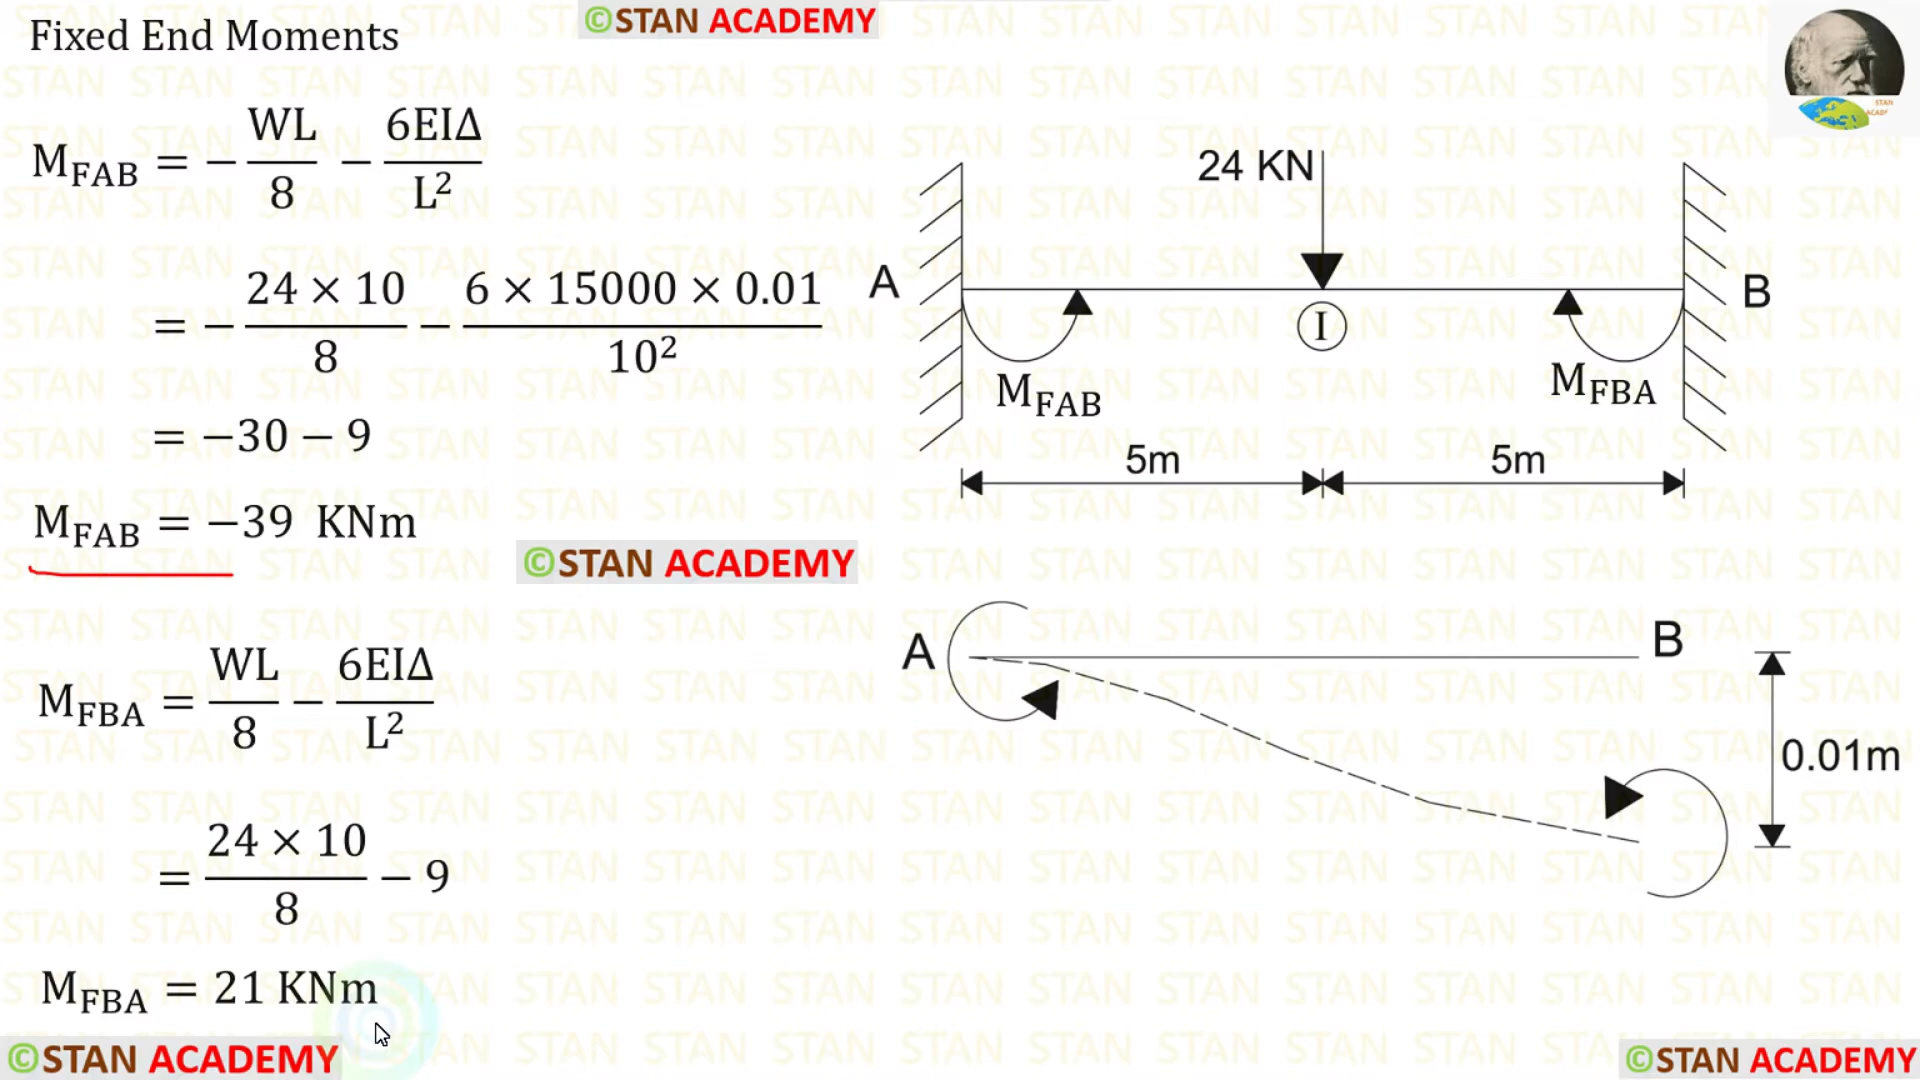 ©STAN ACADEMY
Fixed End Moments
M_FAB = − WL/8 − 6EIΔ/L²
= − (24 × 10)/8 − (6 × 15000 × 0.01)/10²
= −30 − 9
M_FAB = −39 KNm
©STAN ACADEMY
M_FBA = WL/8 − 6EIΔ/L²
= (24 × 10)/8 − 9
M_FBA = 21 KNm
©STAN ACADEMY
STAN
ACADY
24 KN
A
B
I
M_FAB
M_FBA
5m
5m
A
B
0.01m
©STAN ACADEMY